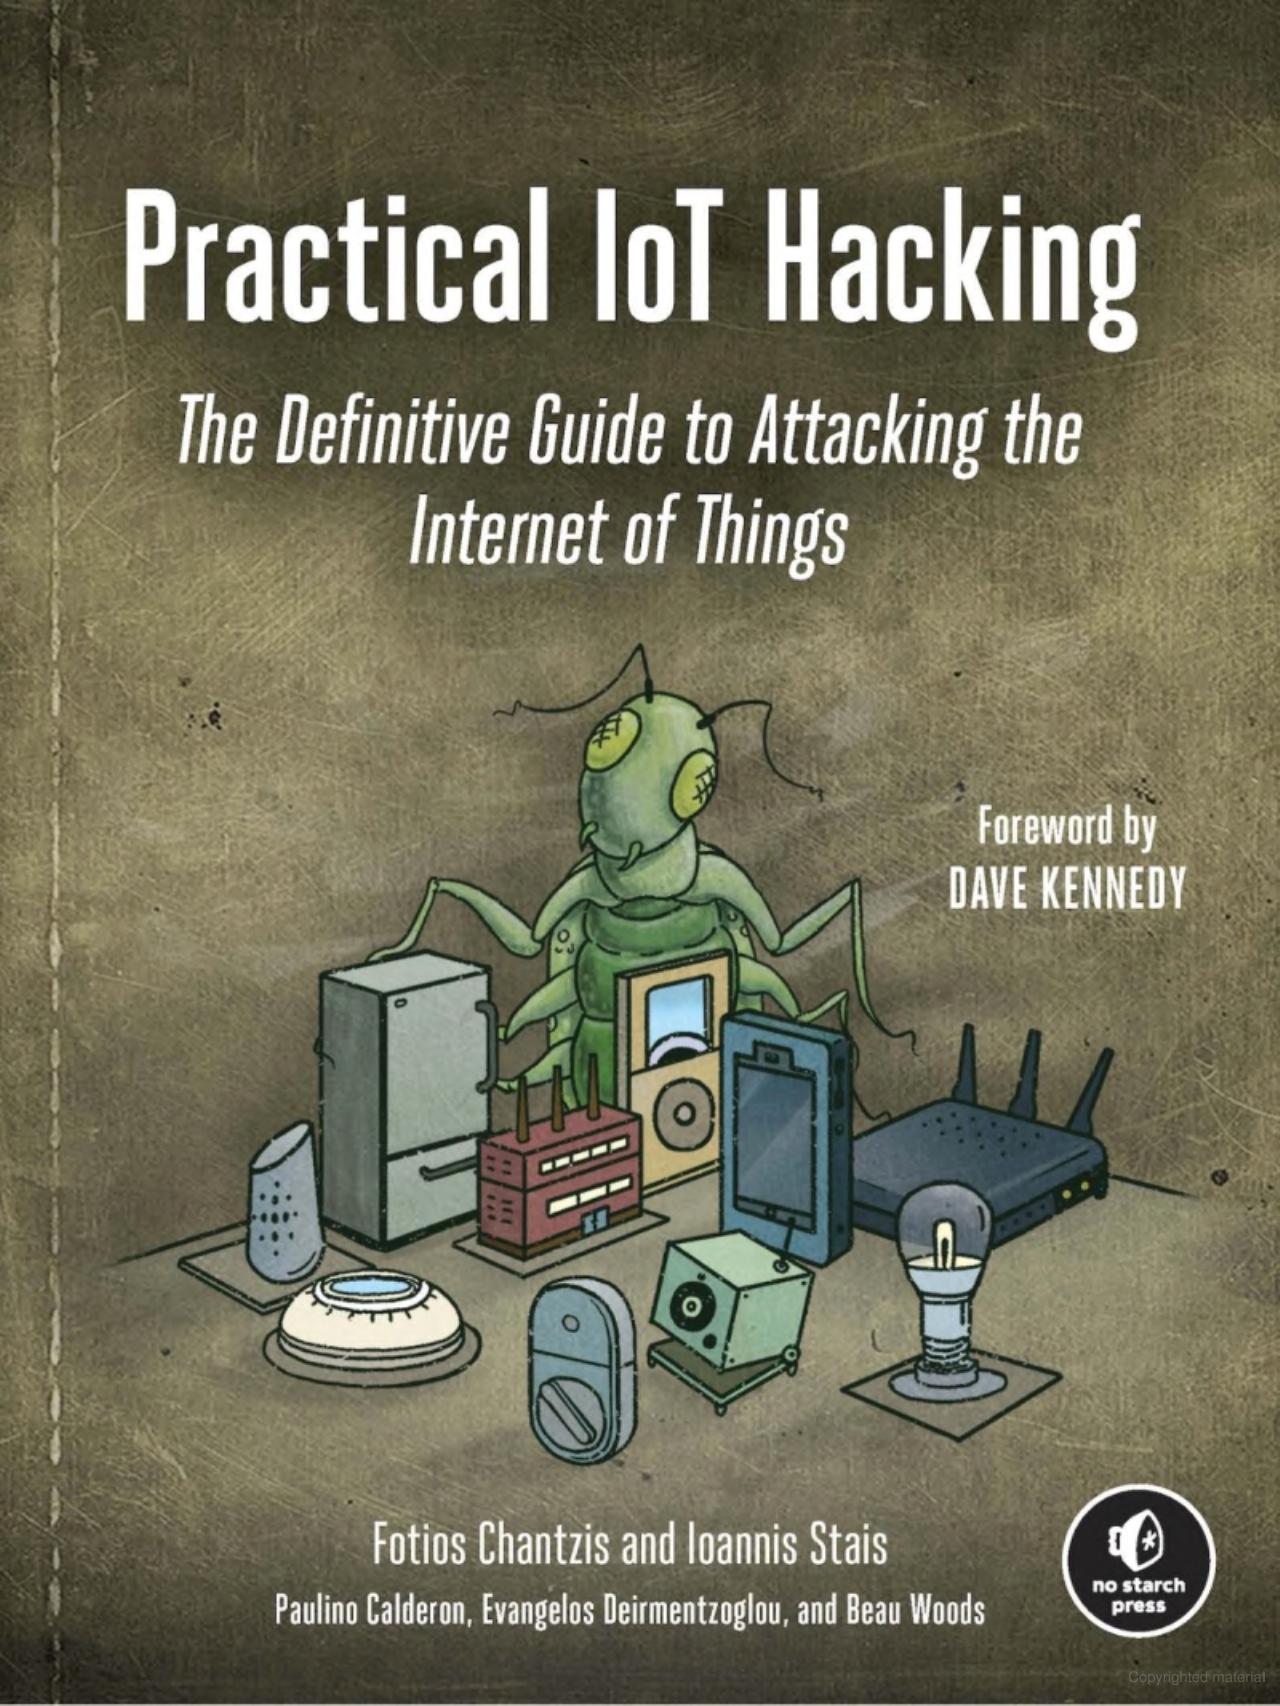 Practical IoT Hacking
The Definitive Guide to Attacking the
Internet of Things
Foreword by
DAVE KENNEDY
Fotios Chantzis and Ioannis Stais
Paulino Calderon, Evangelos Deirmentzoglou, and Beau Woods
no starch
press
Copyrighted material